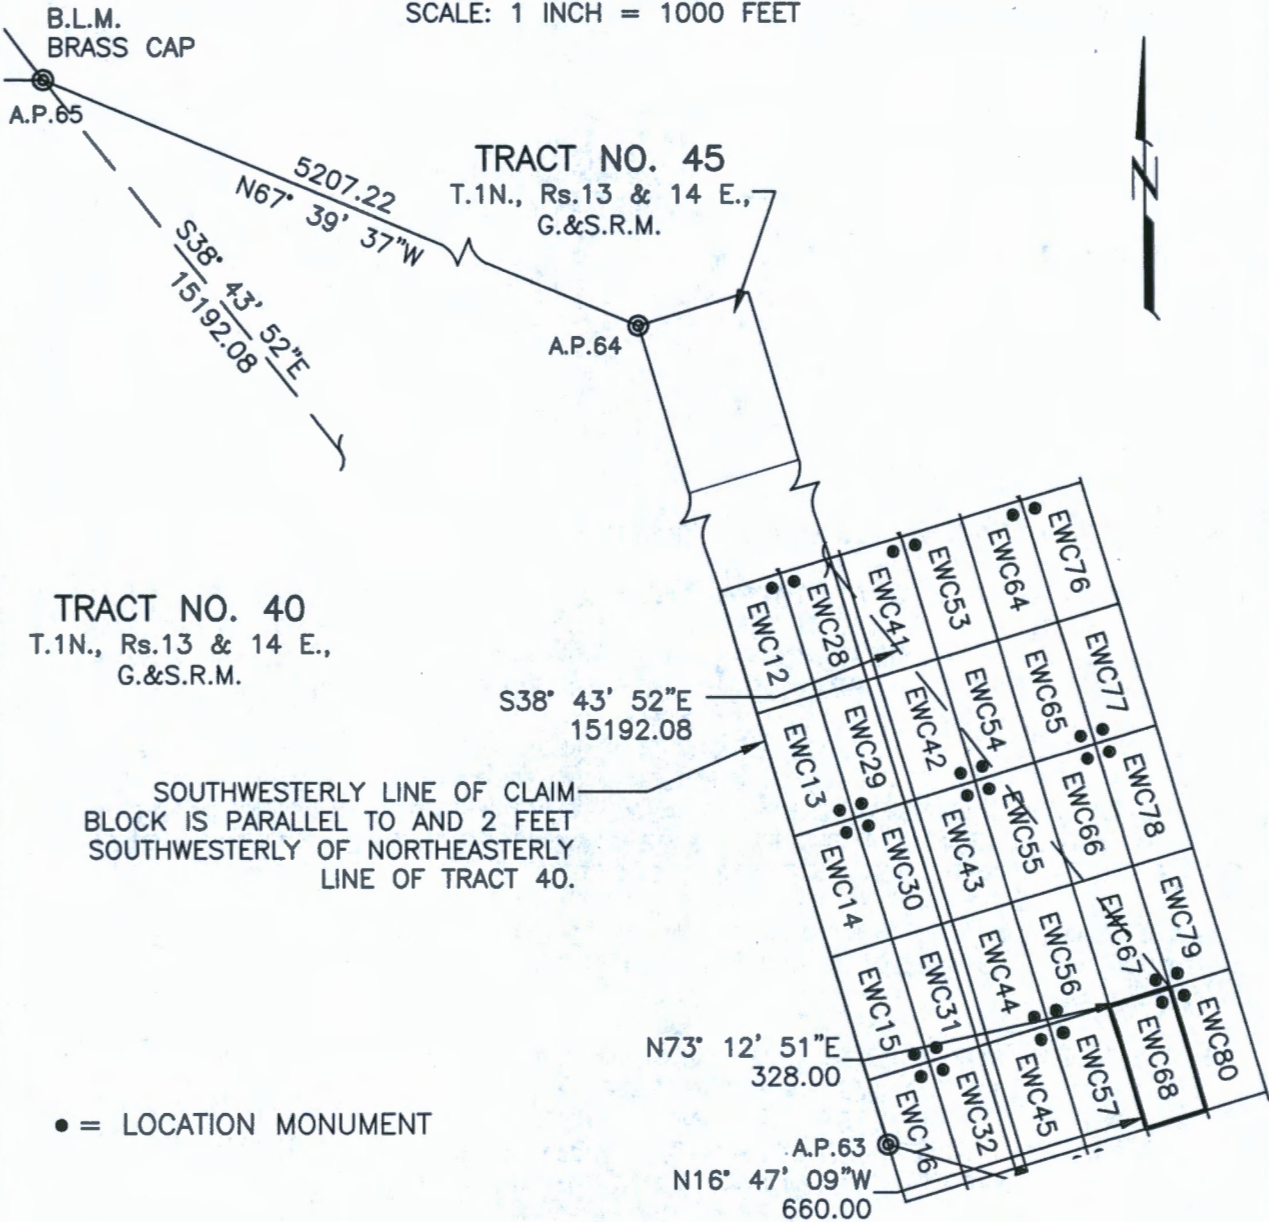 SCALE: 1 INCH = 1000 FEET
B.L.M.
BRASS CAP
A.P.65
5207.22
N67° 39' 37"W
S38° 43' 52"E
15192.08
TRACT NO. 45
T.1N., Rs.13 & 14 E.,
G.&S.R.M.
N
A.P.64
TRACT NO. 40
T.1N., Rs.13 & 14 E.,
G.&S.R.M.
S38° 43' 52"E
15192.08
SOUTHWESTERLY LINE OF CLAIM
BLOCK IS PARALLEL TO AND 2 FEET
SOUTHWESTERLY OF NORTHEASTERLY
LINE OF TRACT 40.
EWC12
EWC28
EWC41
EWC53
EWC64
EWC76
EWC13
EWC29
EWC42
EWC54
EWC65
EWC77
EWC14
EWC30
EWC43
EWC55
EWC66
EWC78
EWC15
EWC31
EWC44
EWC56
EWC67
EWC79
EWC16
EWC32
EWC45
EWC57
EWC68
EWC80
N73° 12' 51"E
328.00
● = LOCATION MONUMENT
A.P.63
N16° 47' 09"W
660.00